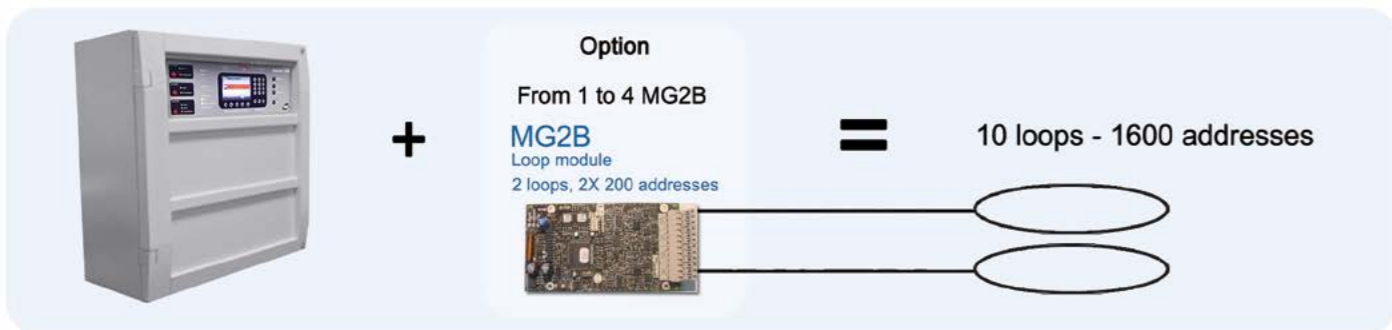 Option
From 1 to 4 MG2B
+
MG2B
=
10 loops - 1600 addresses
Loop module
2 loops, 2X 200 addresses